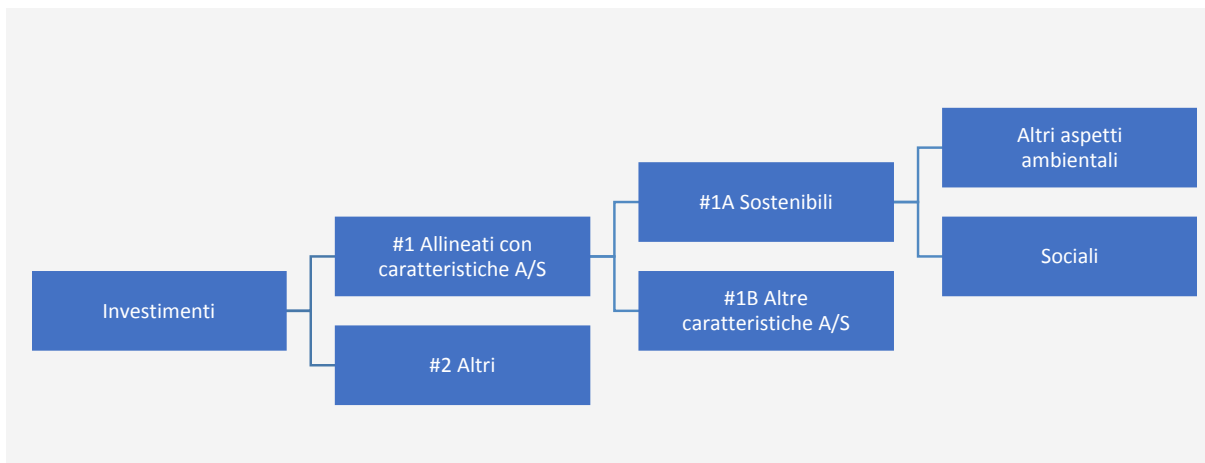 Investimenti
#1 Allineati con
caratteristiche A/S
#2 Altri
#1A Sostenibili
#1B Altre
caratteristiche A/S
Altri aspetti
ambientali
Sociali